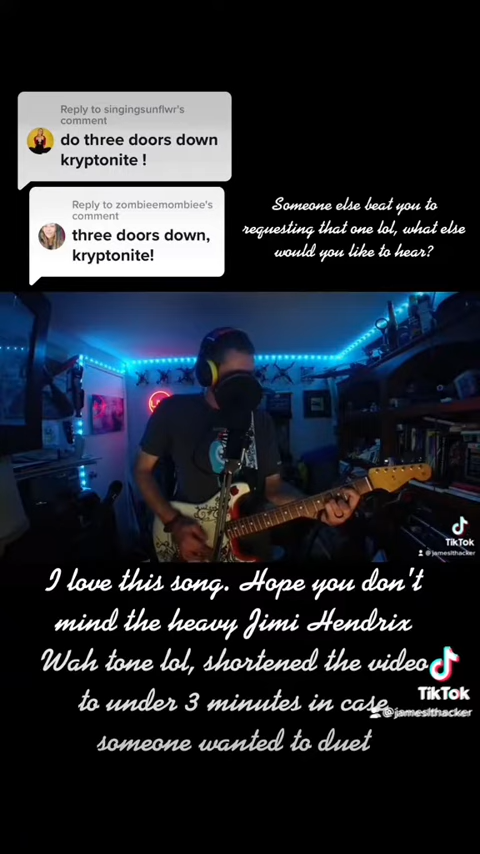 Reply to singingsunflwr's
comment
do three doors down
kryptonite !
Reply to zombieemombiee's
comment
three doors down,
kryptonite!
Someone else beat you to
requesting that one lol, what else
would you like to hear?
TikTok
@jameslthacker
I love this song. Hope you don't
mind the heavy Jimi Hendrix
Wah tone lol, shortened the video
to under 3 minutes in case
someone wanted to duet
TikTok
@jameslthacker